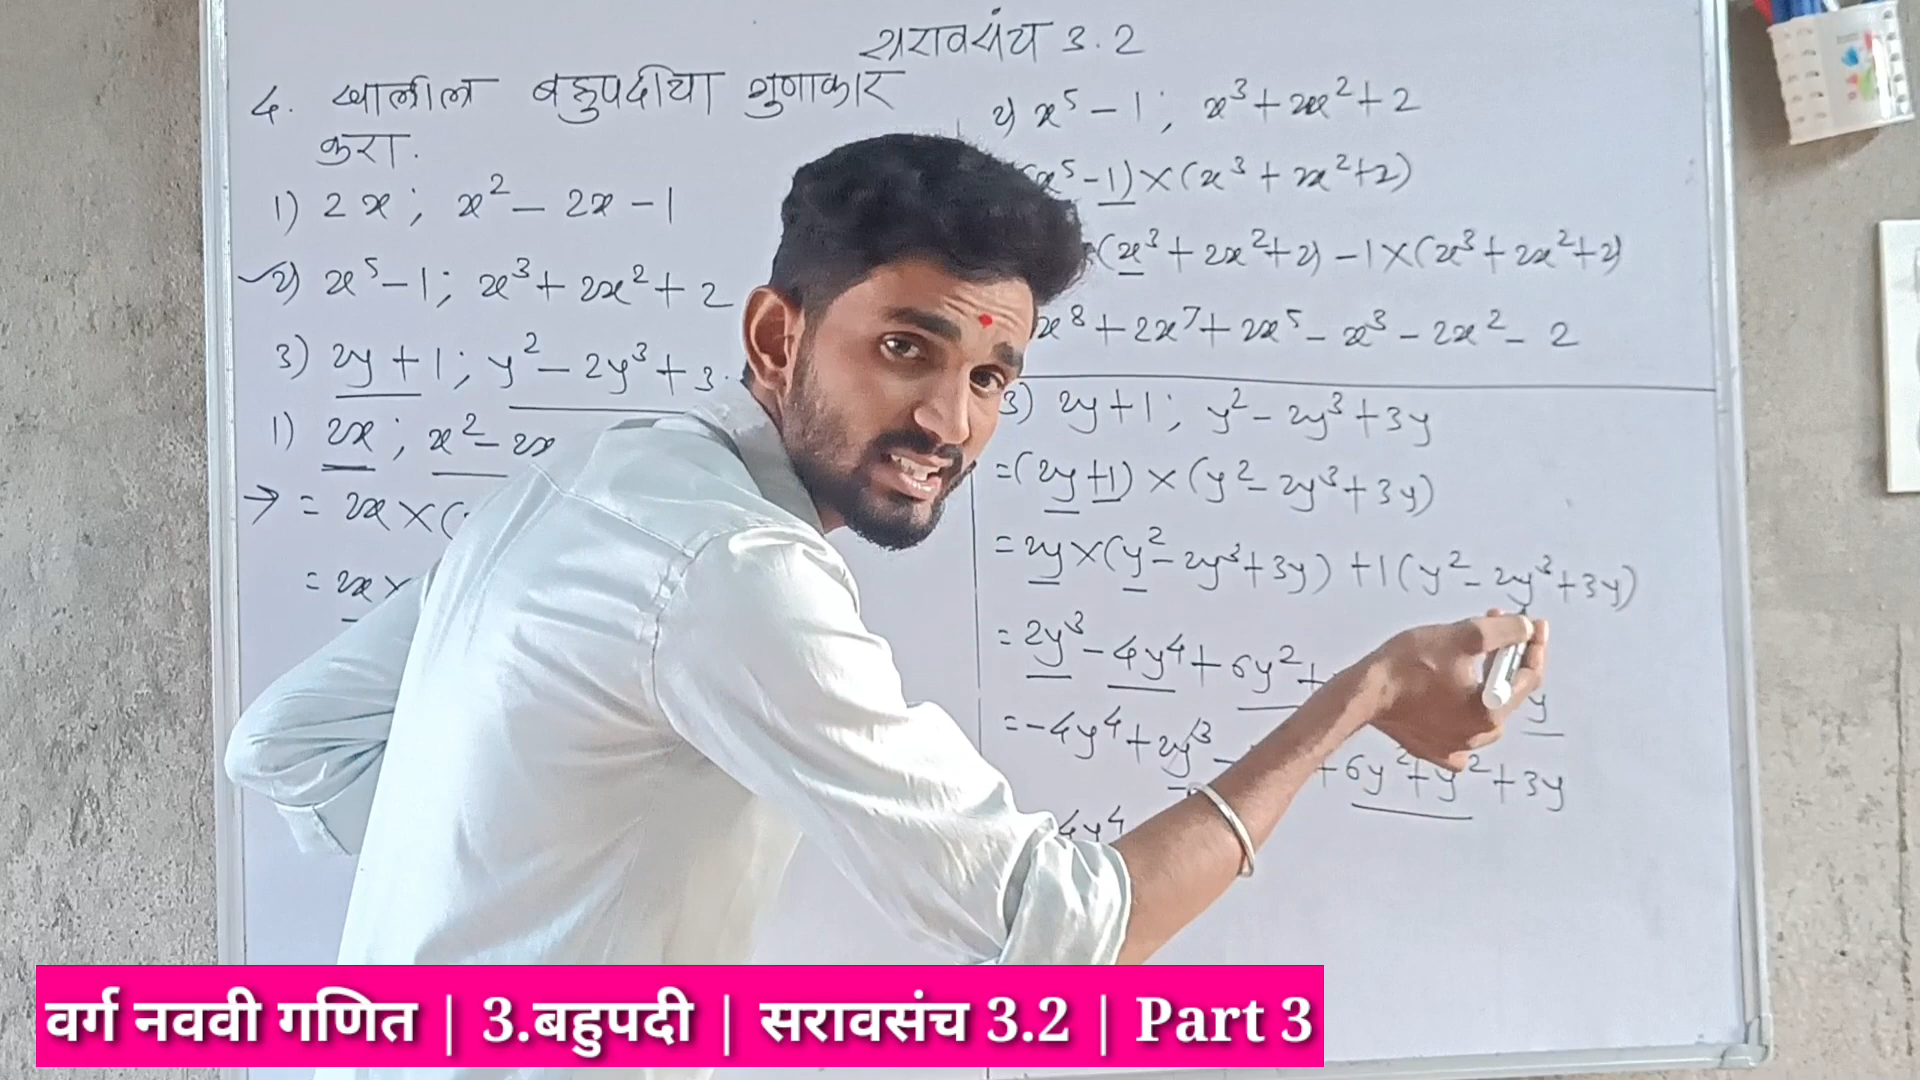 सरावसंच 3.2
4. खालील बहुपदीचा गुणाकार
करा.
1) 2x ; x² - 2x - 1
२) x⁵ - 1 ; x³ + 2x² + 2
3) 2y + 1 ; y² - 2y³ + 3
1) 2x ; x² - 2x
→ = 2x × (
= 2x ×
२) x⁵ - 1 ; x³ + 2x² + 2
x⁵ - 1) × (x³ + 2x² + 2)
(x³ + 2x² + 2) - 1 × (x³ + 2x² + 2)
x⁸ + 2x⁷ + 2x⁵ - x³ - 2x² - 2
3) 2y + 1 ; y² - 2y³ + 3y
= (2y + 1) × (y² - 2y³ + 3y)
= 2y × (y² - 2y³ + 3y) + 1 (y² - 2y³ + 3y)
= 2y³ - 4y⁴ + 6y² + y
= -4y⁴ + 2y³ - + 6y² + y² + 3y
4y⁴
वर्ग नववी गणित | 3.बहुपदी | सरावसंच 3.2 | Part 3